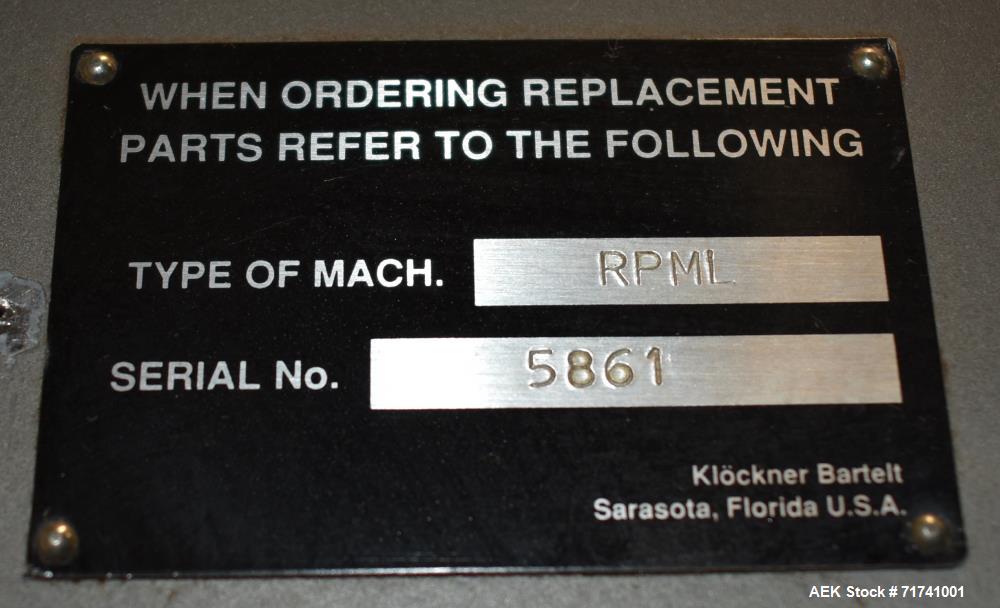 WHEN ORDERING REPLACEMENT
PARTS REFER TO THE FOLLOWING
TYPE OF MACH. RPML
SERIAL No. 5861
Klöckner Bartelt
Sarasota, Florida U.S.A.
AEK Stock # 71741001